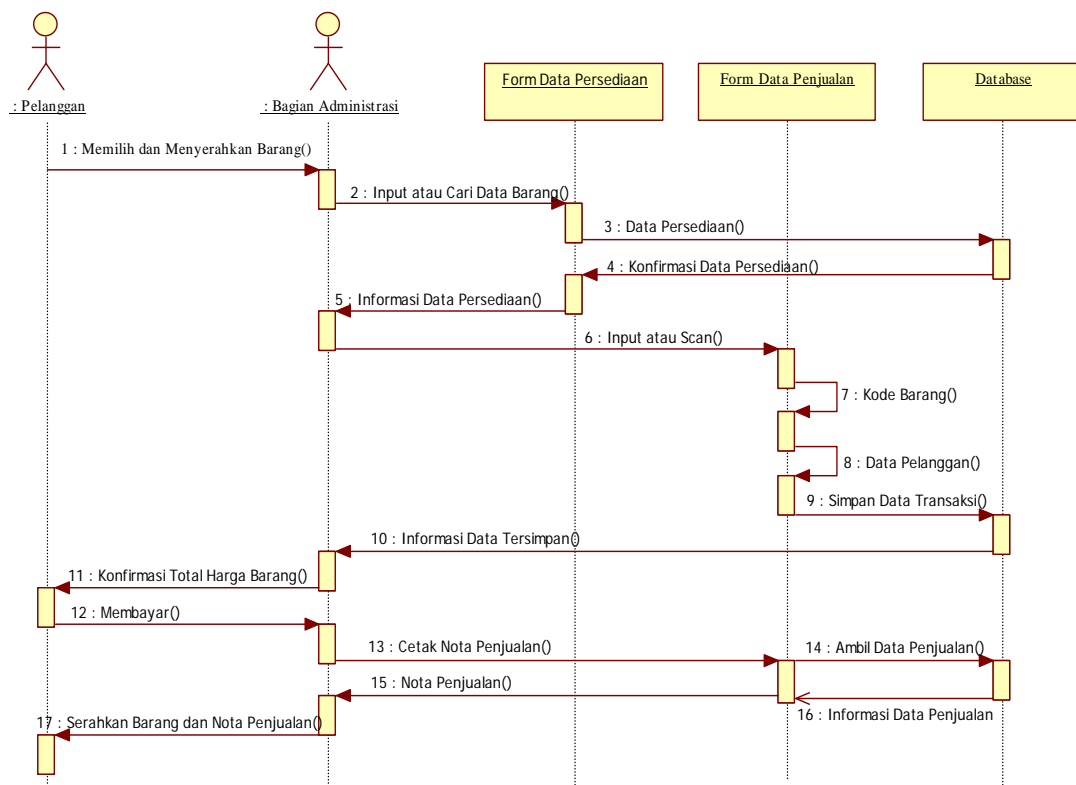 : Pelanggan
: Bagian Administrasi
Form Data Persediaan
Form Data Penjualan
Database
1 : Memilih dan Menyerahkan Barang()
2 : Input atau Cari Data Barang()
3 : Data Persediaan()
4 : Konfirmasi Data Persediaan()
5 : Informasi Data Persediaan()
6 : Input atau Scan()
7 : Kode Barang()
8 : Data Pelanggan()
9 : Simpan Data Transaksi()
10 : Informasi Data Tersimpan()
11 : Konfirmasi Total Harga Barang()
12 : Membayar()
13 : Cetak Nota Penjualan()
14 : Ambil Data Penjualan()
15 : Nota Penjualan()
16 : Informasi Data Penjualan
17 : Serahkan Barang dan Nota Penjualan()